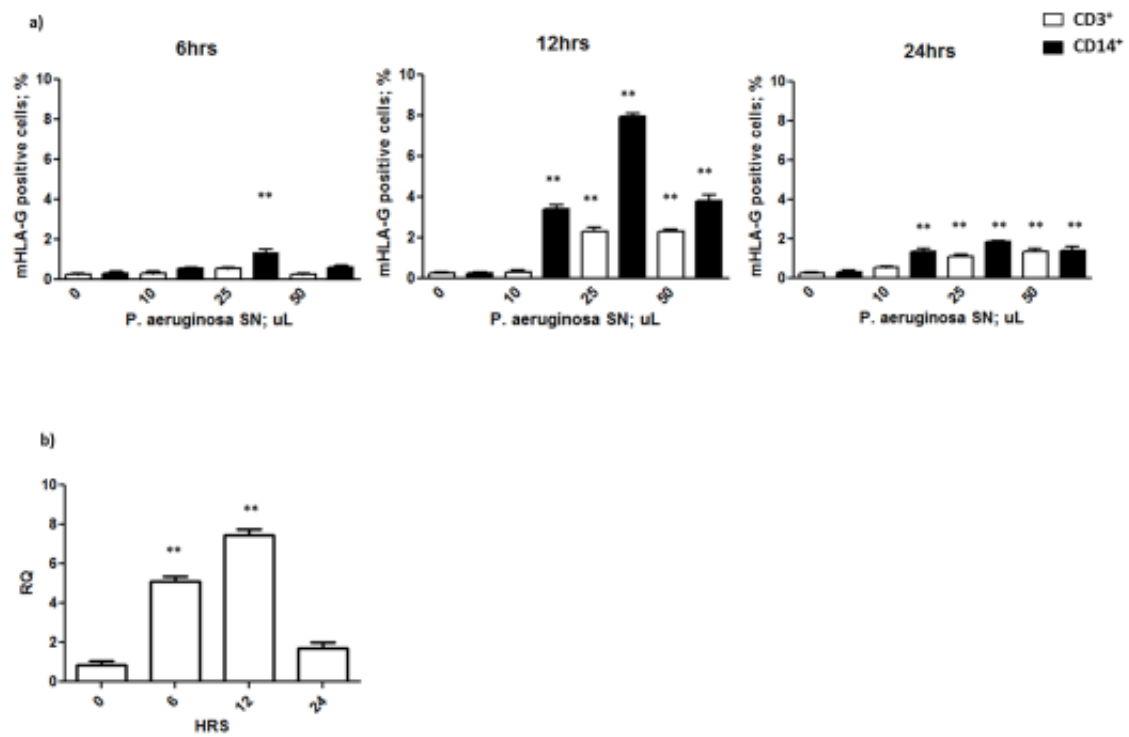 a)
CD3⁺
CD14⁺
6hrs
mHLA-G positive cells; %
10
8
6
4
2
0
**
0 10 25 50
P. aeruginosa SN; uL
12hrs
mHLA-G positive cells; %
10
8
6
4
2
0
** ** ** ** **
0 10 25 50
P. aeruginosa SN; uL
24hrs
mHLA-G positive cells; %
10
8
6
4
2
0
** ** ** ** **
0 10 25 50
P. aeruginosa SN; uL
b)
RQ
10
8
6
4
2
0
** **
0 6 12 24
HRS